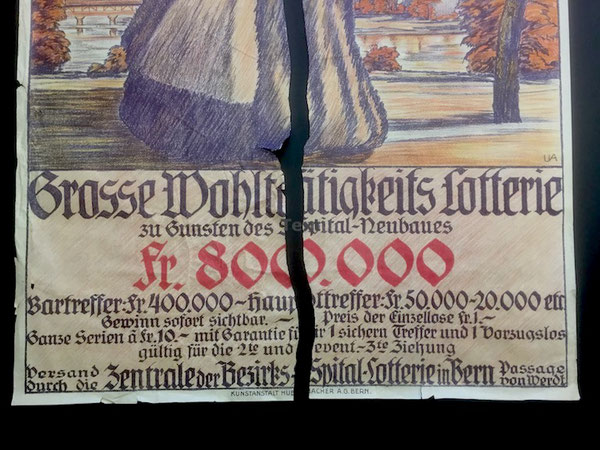 UA
Grosse Wohltätigkeits Lotterie
zu Gunsten des Spital-Neubaues
Fr. 800.000
Bartreffer: Fr. 400.000 - Haupttreffer: Fr. 50.000 - 20.000 etc
Gewinn sofort sichtbar. - Preis der Einzellose fr. 1.-
Ganze Serien à Fr. 10.- mit Garantie für 1 sichern Treffer und 1 Vorzugslos
gültig für die 2te und event. 3te Ziehung
Versand durch die Zentrale der Bezirks-Spital-Lotterie in Bern Passage von Werdt
KUNSTANSTALT HUBACHER A.G. BERN.